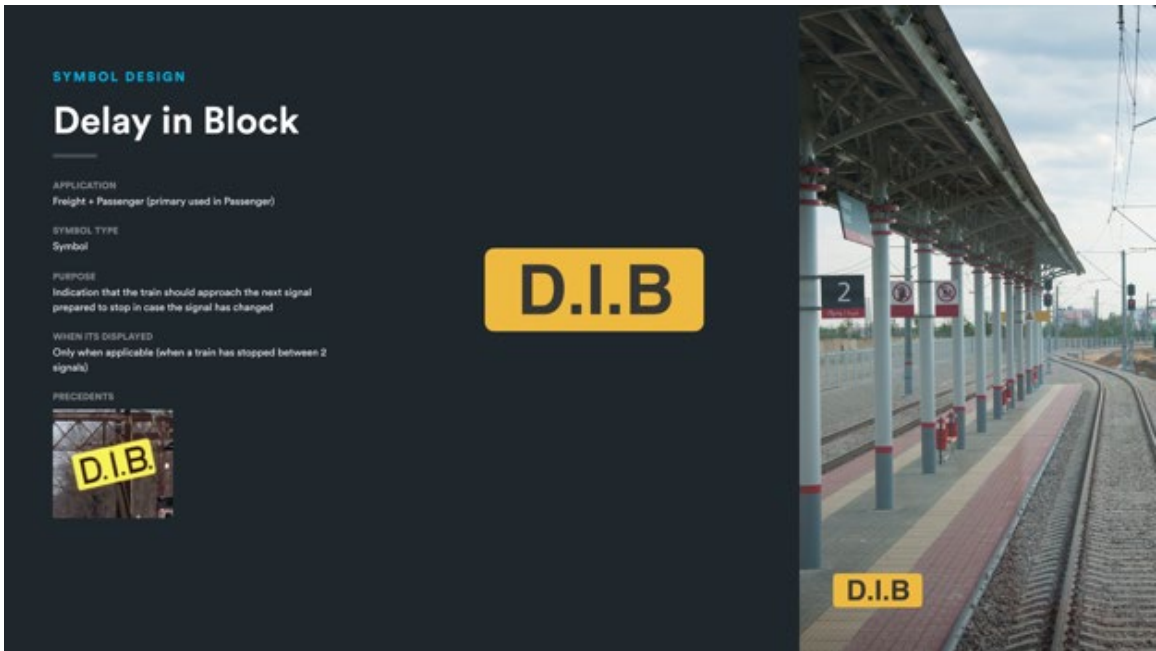 SYMBOL DESIGN
Delay in Block
APPLICATION
Freight + Passenger (primary used in Passenger)
SYMBOL TYPE
Symbol
PURPOSE
Indication that the train should approach the next signal
prepared to stop in case the signal has changed
WHEN ITS DISPLAYED
Only when applicable (when a train has stopped between 2
signals)
PRECEDENTS
D.I.B.
D.I.B
2
D.I.B